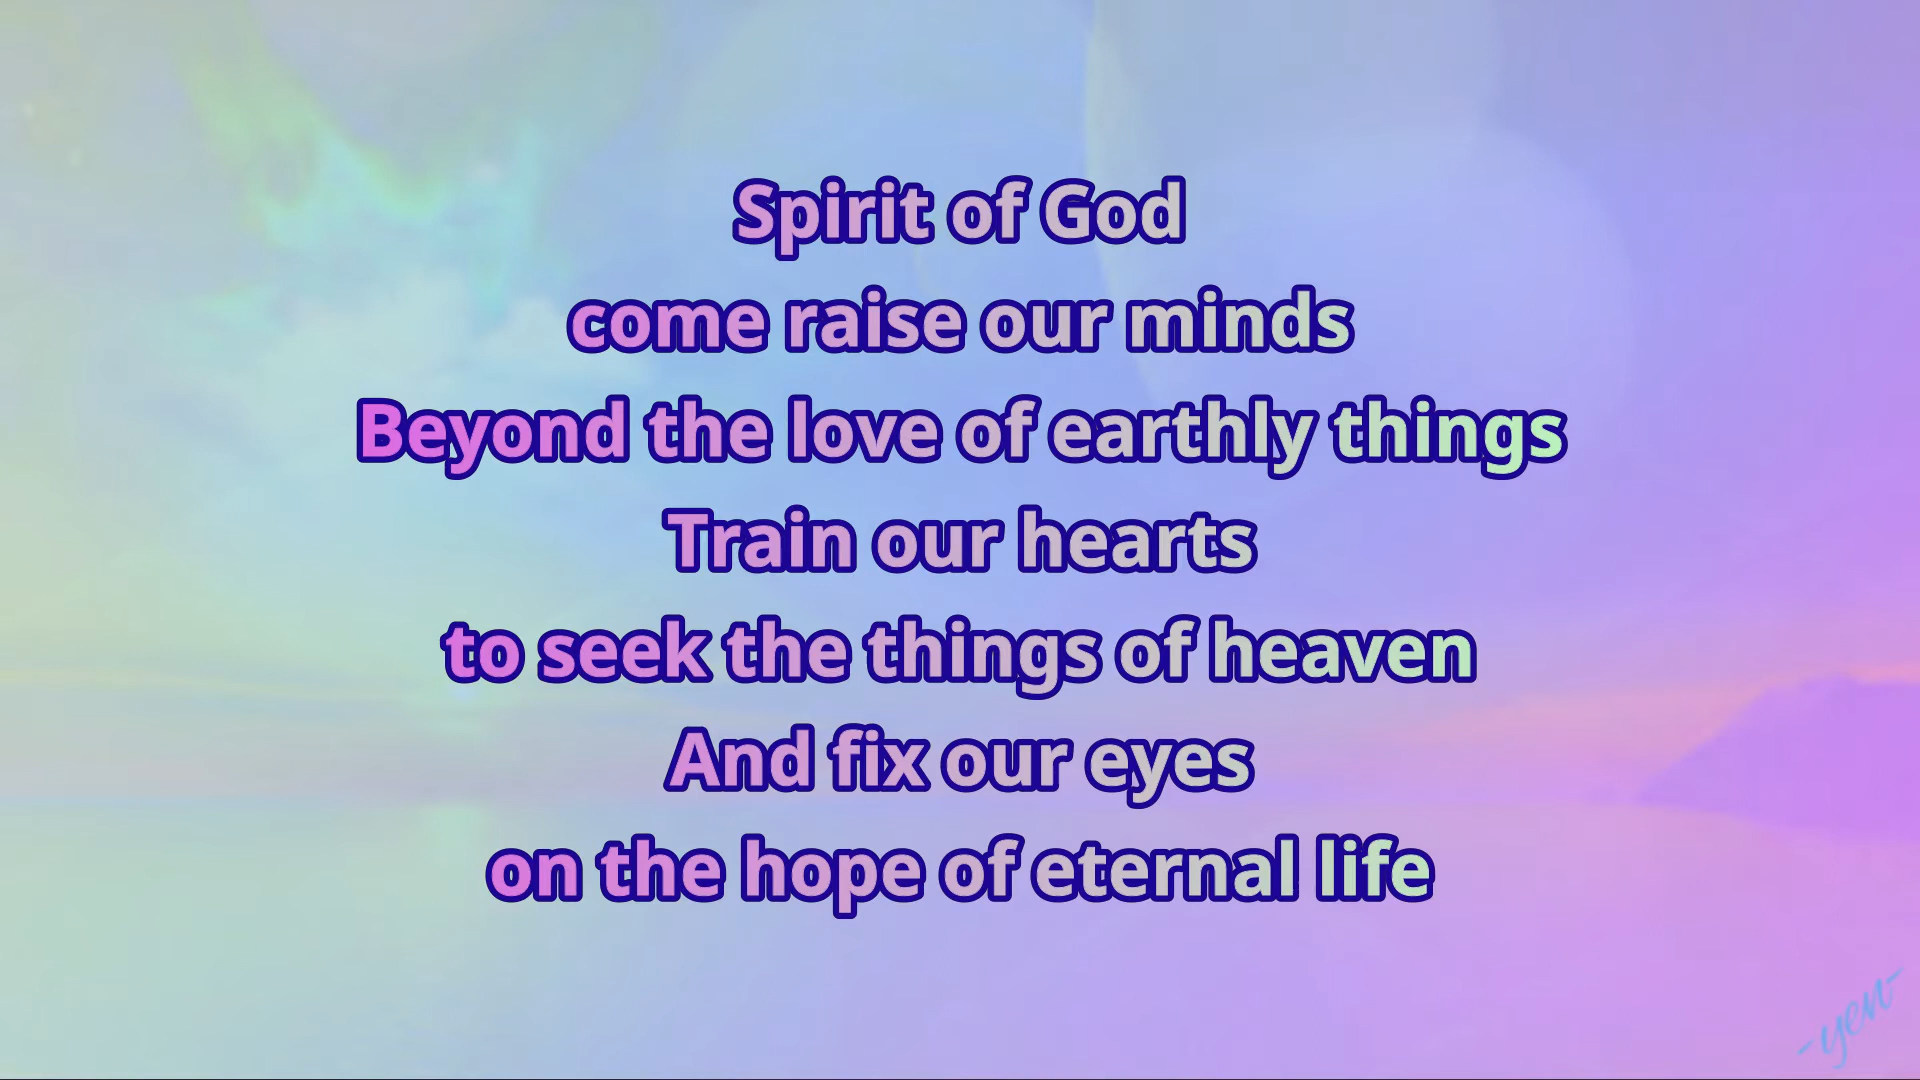 Spirit of God
come raise our minds
Beyond the love of earthly things
Train our hearts
to seek the things of heaven
And fix our eyes
on the hope of eternal life
-yen-